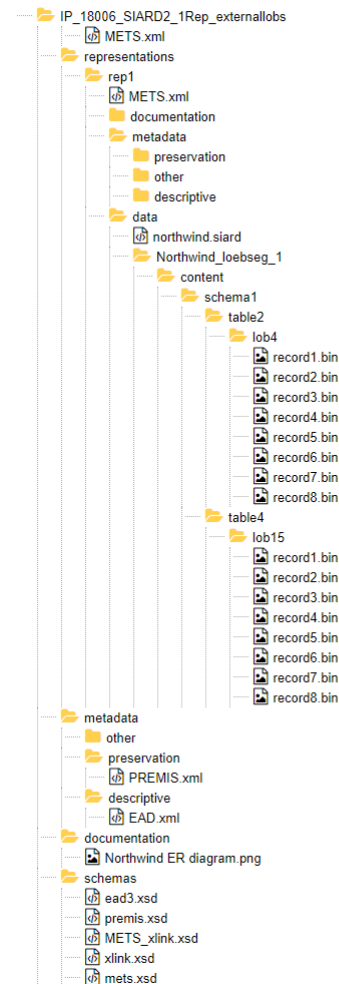 IP_18006_SIARD2_1Rep_externallobs
METS.xml
representations
rep1
METS.xml
documentation
metadata
preservation
other
descriptive
data
northwind.siard
Northwind_loebseg_1
content
schema1
table2
lob4
record1.bin
record2.bin
record3.bin
record4.bin
record5.bin
record6.bin
record7.bin
record8.bin
table4
lob15
record1.bin
record2.bin
record3.bin
record4.bin
record5.bin
record6.bin
record7.bin
record8.bin
metadata
other
preservation
PREMIS.xml
descriptive
EAD.xml
documentation
Northwind ER diagram.png
schemas
ead3.xsd
premis.xsd
METS_xlink.xsd
xlink.xsd
mets.xsd